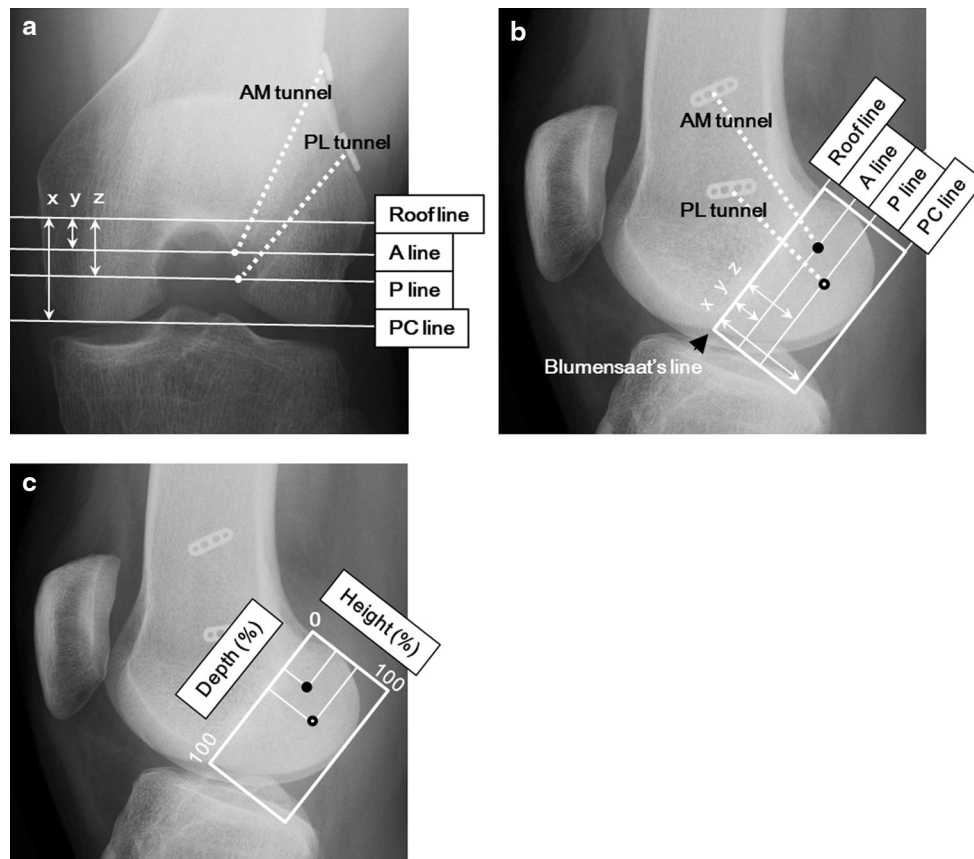 a
AM tunnel
PL tunnel
x y z
Roof line
A line
P line
PC line
b
AM tunnel
PL tunnel
Roof line
A line
P line
PC line
x y z
Blumensaat's line
c
Depth (%)
Height (%)
0
100
100